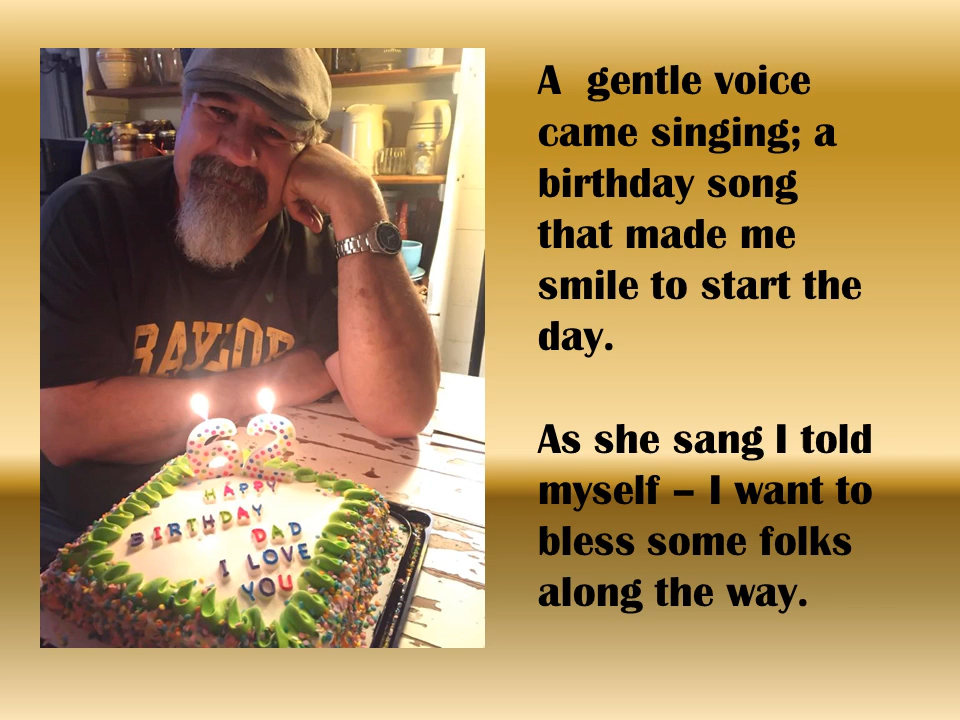 A  gentle voice
came singing; a
birthday song
that made me
smile to start the
day.
As she sang I told
myself – I want to
bless some folks
along the way.
BAYLOR
62
HAPPY
BIRTHDAY
DAD
I LOVE
YOU